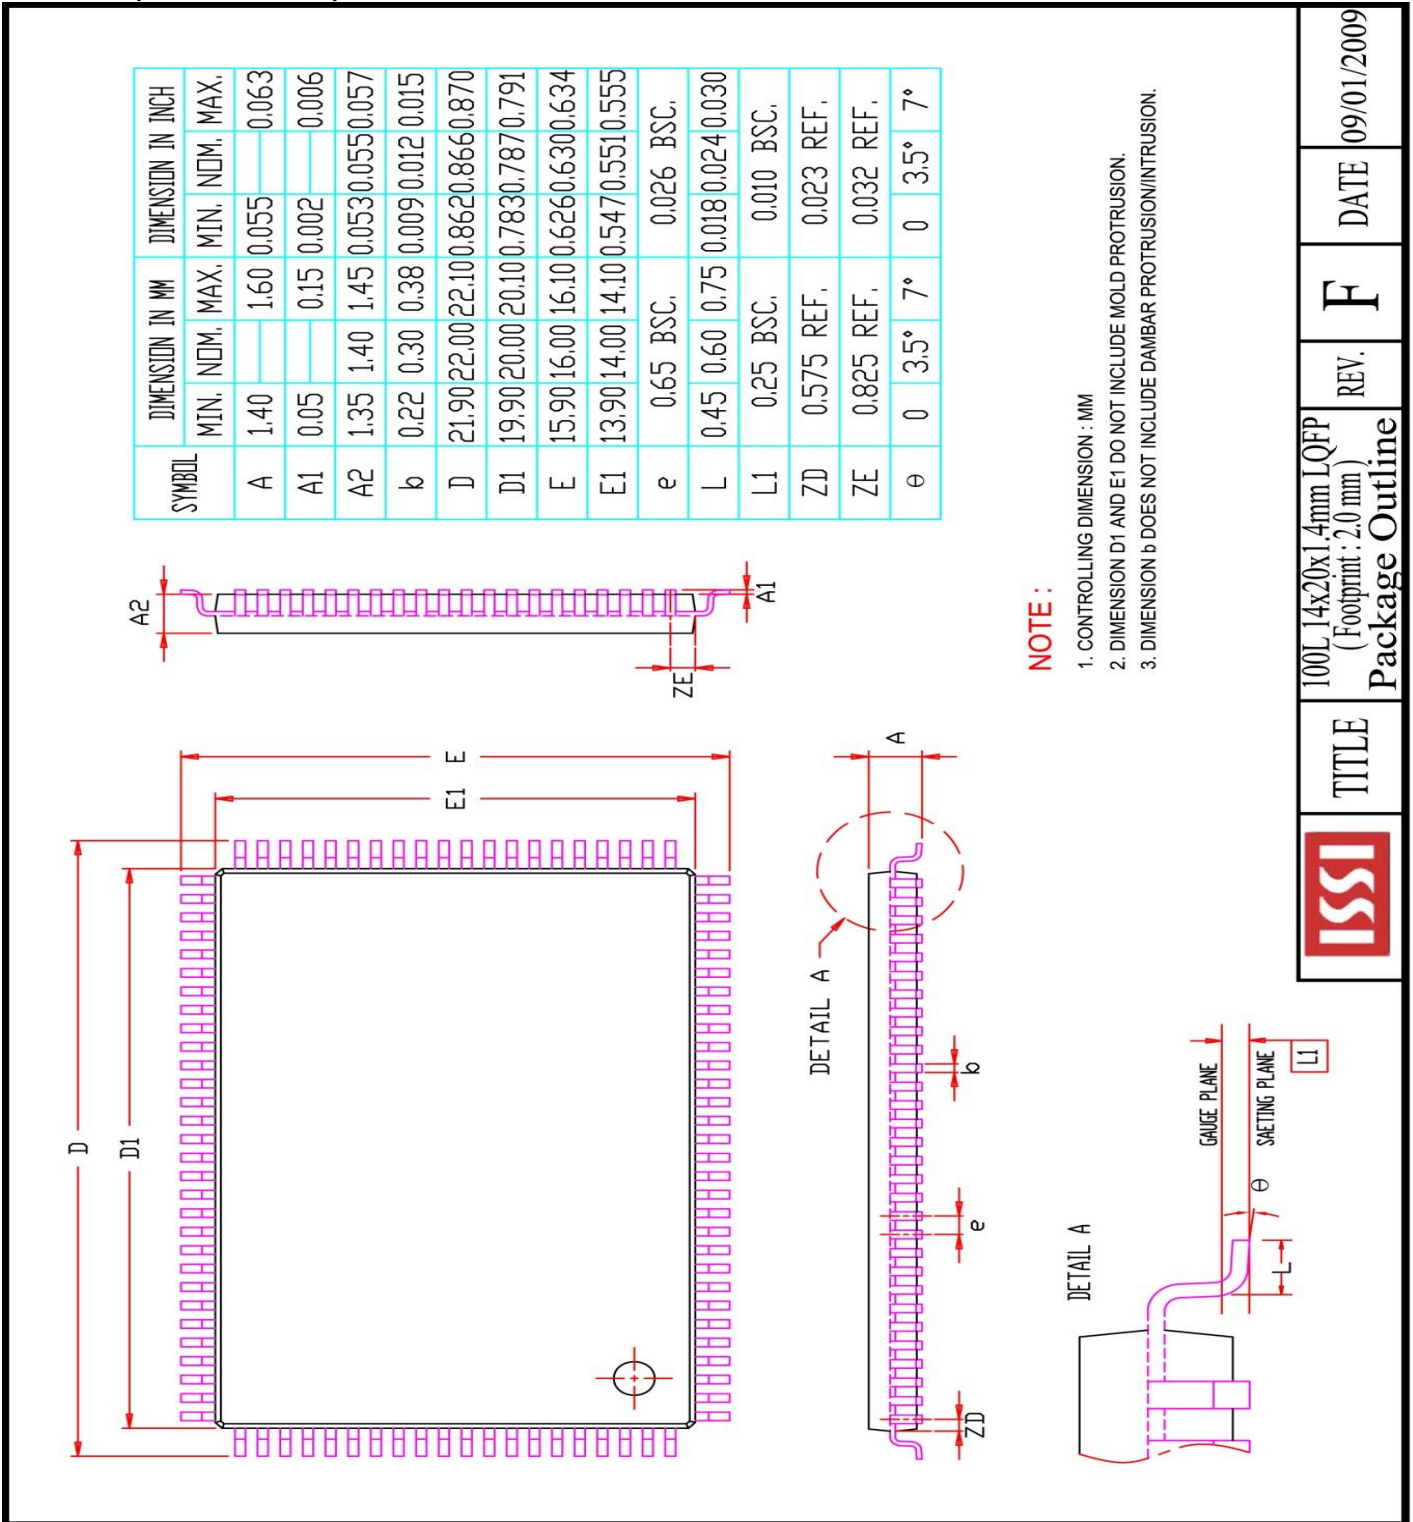 SYMBOL DIMENSION IN MM DIMENSION IN INCH
MIN. NOM. MAX. MIN. NOM. MAX.
A 1.40 1.60 0.055 0.063
A1 0.05 0.15 0.002 0.006
A2 1.35 1.40 1.45 0.053 0.055 0.057
b 0.22 0.30 0.38 0.009 0.012 0.015
D 21.90 22.00 22.10 0.862 0.866 0.870
D1 19.90 20.00 20.10 0.783 0.787 0.791
E 15.90 16.00 16.10 0.626 0.630 0.634
E1 13.90 14.00 14.10 0.547 0.551 0.555
e 0.65 BSC. 0.026 BSC.
L 0.45 0.60 0.75 0.018 0.024 0.030
L1 0.25 BSC. 0.010 BSC.
ZD 0.575 REF. 0.023 REF.
ZE 0.825 REF. 0.032 REF.
θ 0 3.5° 7° 0 3.5° 7°
D
D1
E
E1
A2
A1
ZE
A
DETAIL A
b
e
ZD
DETAIL A
GAUGE PLANE
SAETING PLANE
L1
θ
L
NOTE :
1. CONTROLLING DIMENSION : MM
2. DIMENSION D1 AND E1 DO NOT INCLUDE MOLD PROTRUSION.
3. DIMENSION b DOES NOT INCLUDE DAMBAR PROTRUSION/INTRUSION.
ISSI
TITLE
100L 14x20x1.4mm LQFP
(Footprint : 2.0 mm)
Package Outline
REV.
F
DATE
09/01/2009